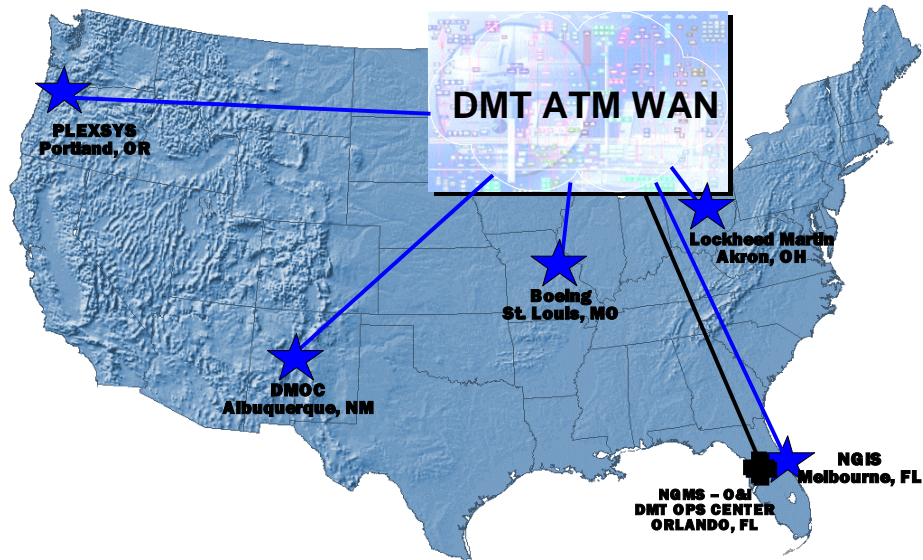 DMT ATM WAN
PLEXSYS
Portland, OR
Lockheed Martin
Akron, OH
Boeing
St. Louis, MO
DMOC
Albuquerque, NM
NGIS
Melbourne, FL
NGMS – O&I
DMT OPS CENTER
ORLANDO, FL